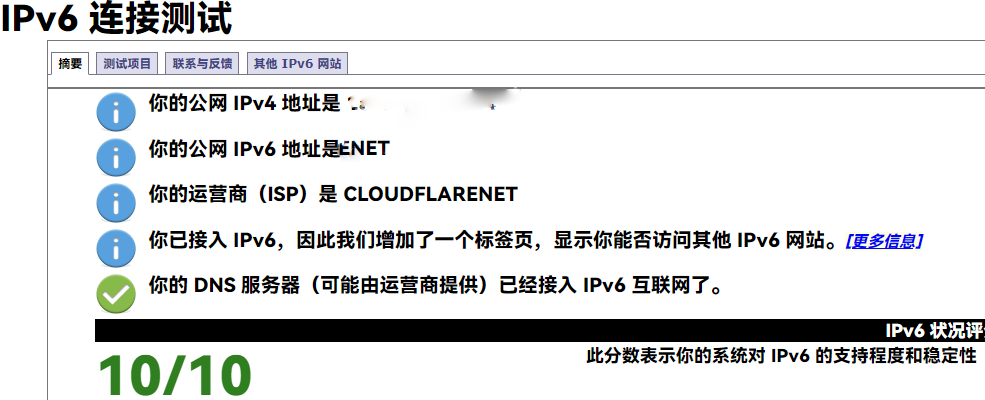 IPv6 连接测试
摘要 测试项目 联系与反馈 其他 IPv6 网站
你的公网 IPv4 地址是
你的公网 IPv6 地址是ENET
你的运营商（ISP）是 CLOUDFLARENET
你已接入 IPv6，因此我们增加了一个标签页，显示你能否访问其他 IPv6 网站。[更多信息]
你的 DNS 服务器（可能由运营商提供）已经接入 IPv6 互联网了。
IPv6 状况评
10/10 此分数表示你的系统对 IPv6 的支持程度和稳定性